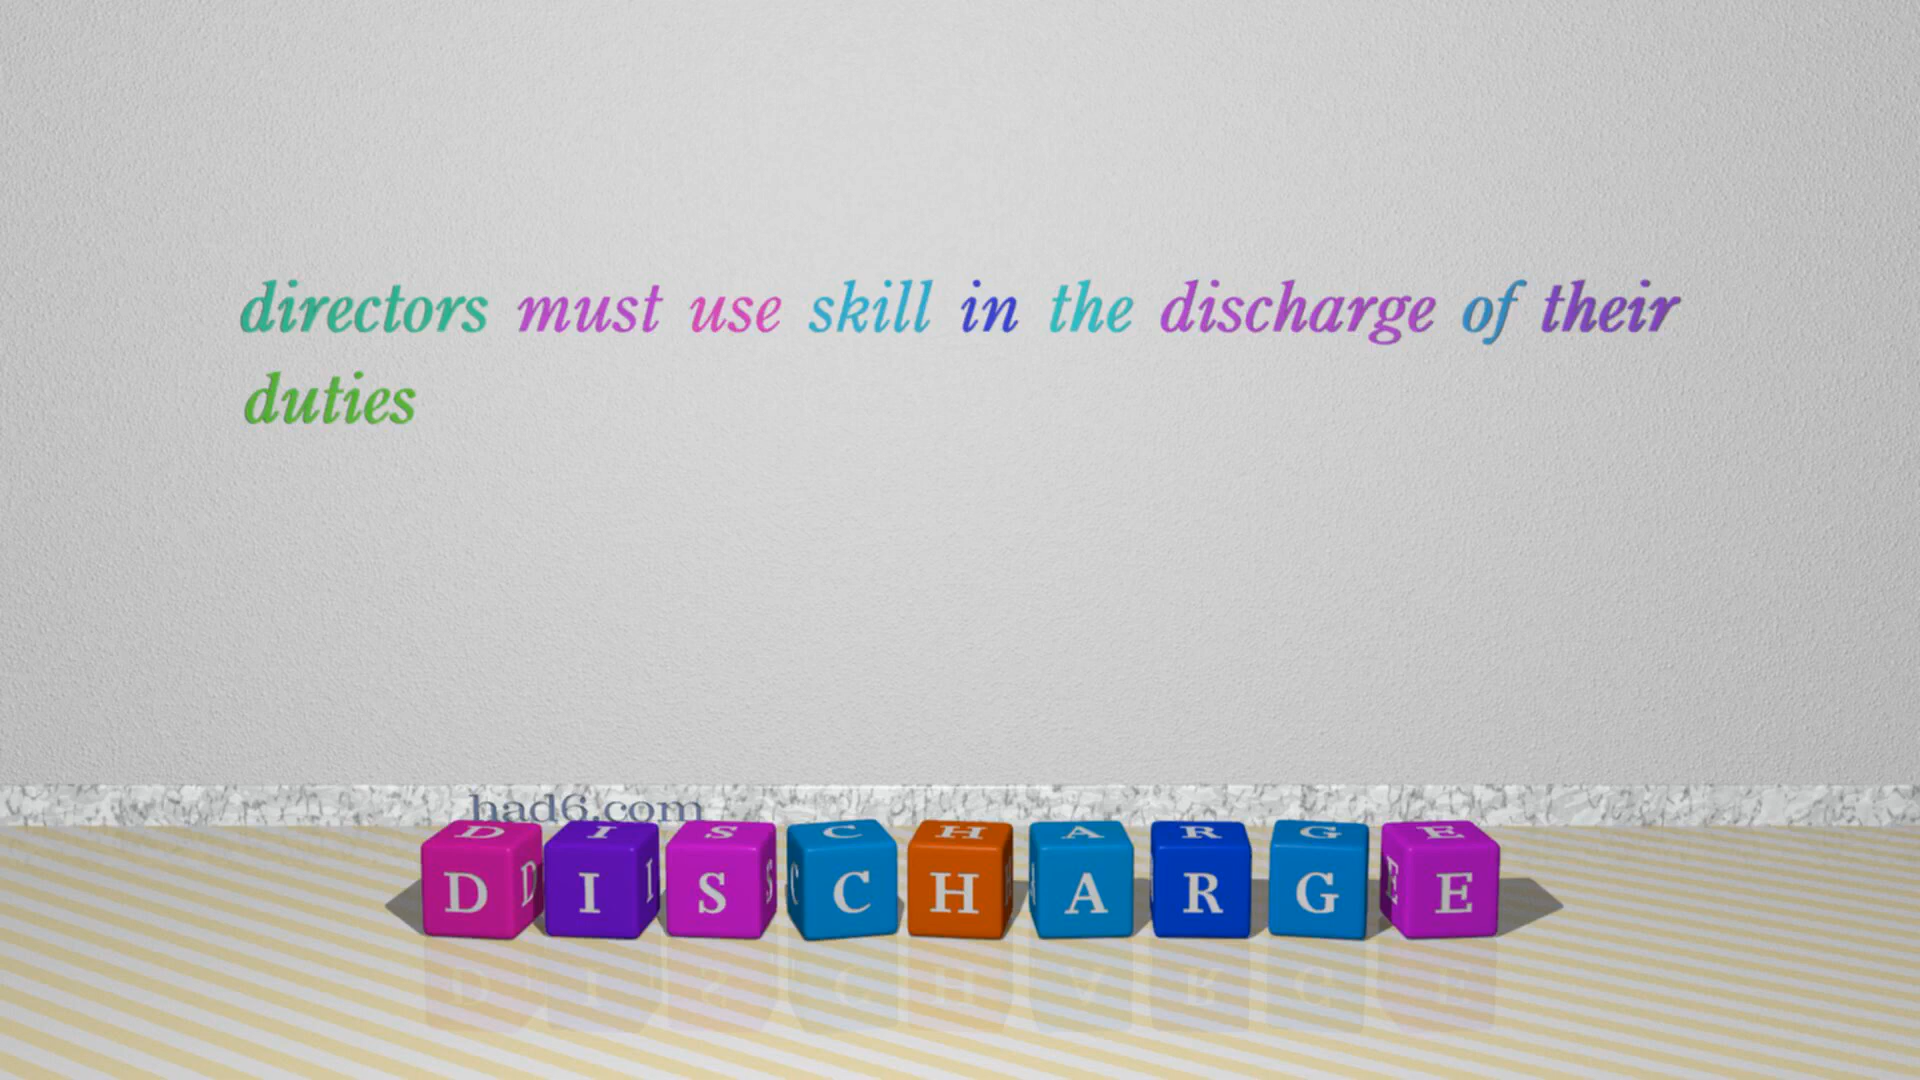 directors must use skill in the discharge of their
duties
had6.com
DISCHARGE